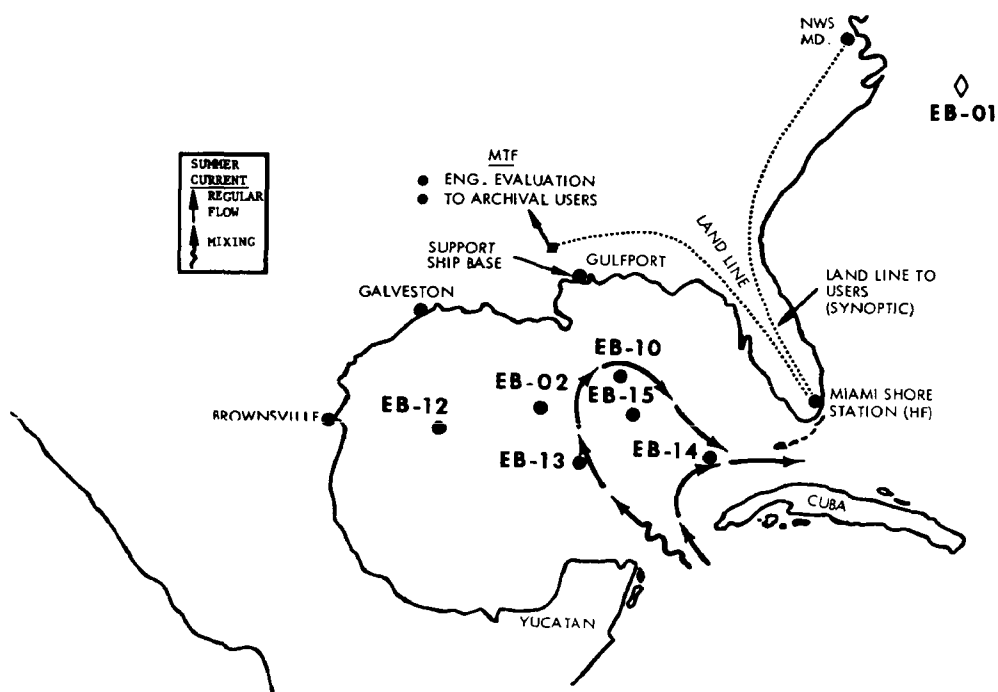 NWS
MD.
EB-01
SUMMER
CURRENT
REGULAR
FLOW
MIXING
MTF
ENG. EVALUATION
TO ARCHIVAL USERS
SUPPORT
SHIP BASE
GULFPORT
LAND LINE
LAND LINE TO
USERS
(SYNOPTIC)
GALVESTON
EB-10
EB-02
EB-15
EB-12
BROWNSVILLE
MIAMI SHORE
STATION (HF)
EB-13
EB-14
CUBA
YUCATAN